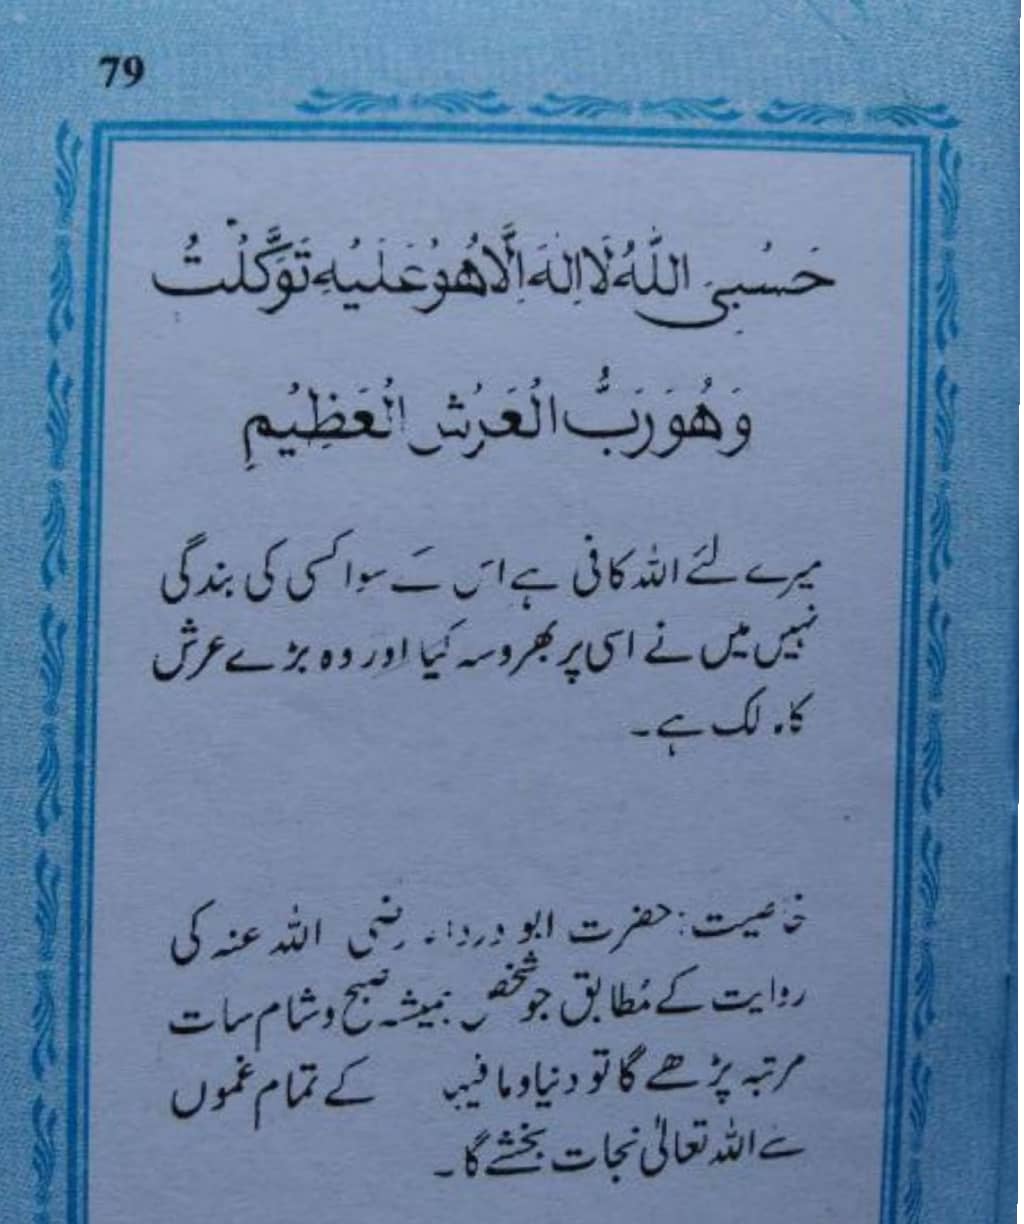 79
حَسْبِیَ اللّٰهُ لَا اِلٰهَ اِلَّا هُوَ عَلَیْهِ تَوَکَّلْتُ
وَهُوَ رَبُّ الْعَرْشِ الْعَظِیْمِ
میرے لئے اللہ کافی ہے اس کے سوا کسی کی بندگی
نہیں میں نے اسی پر بھروسہ کیا اور وہ بڑے عرش
کا مالک ہے۔
خاصیت: حضرت ابو درداء رضی اللہ عنہ کی
روایت کے مُطابق جو شخص ہمیشہ صبح و شام سات
مرتبہ پڑھے گا تو دنیا و مافیہا کے تمام غموں
سے اللہ تعالیٰ نجات بخشے گا۔